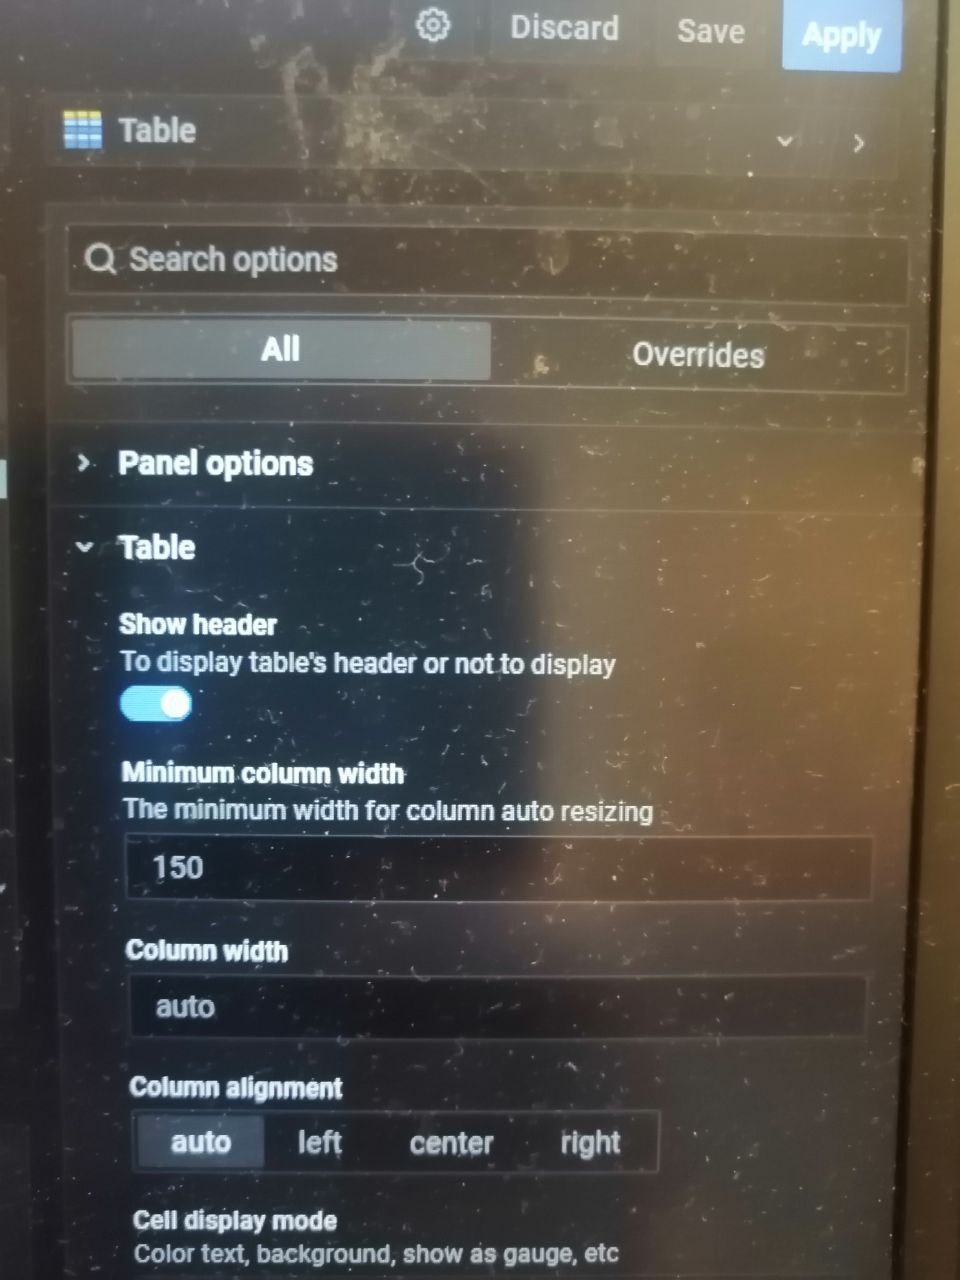 Discard Save Apply
Table
Search options
All Overrides
Panel options
Table
Show header
To display table's header or not to display
Minimum column width
The minimum width for column auto resizing
150
Column width
auto
Column alignment
auto left center right
Cell display mode
Color text, background, show as gauge, etc